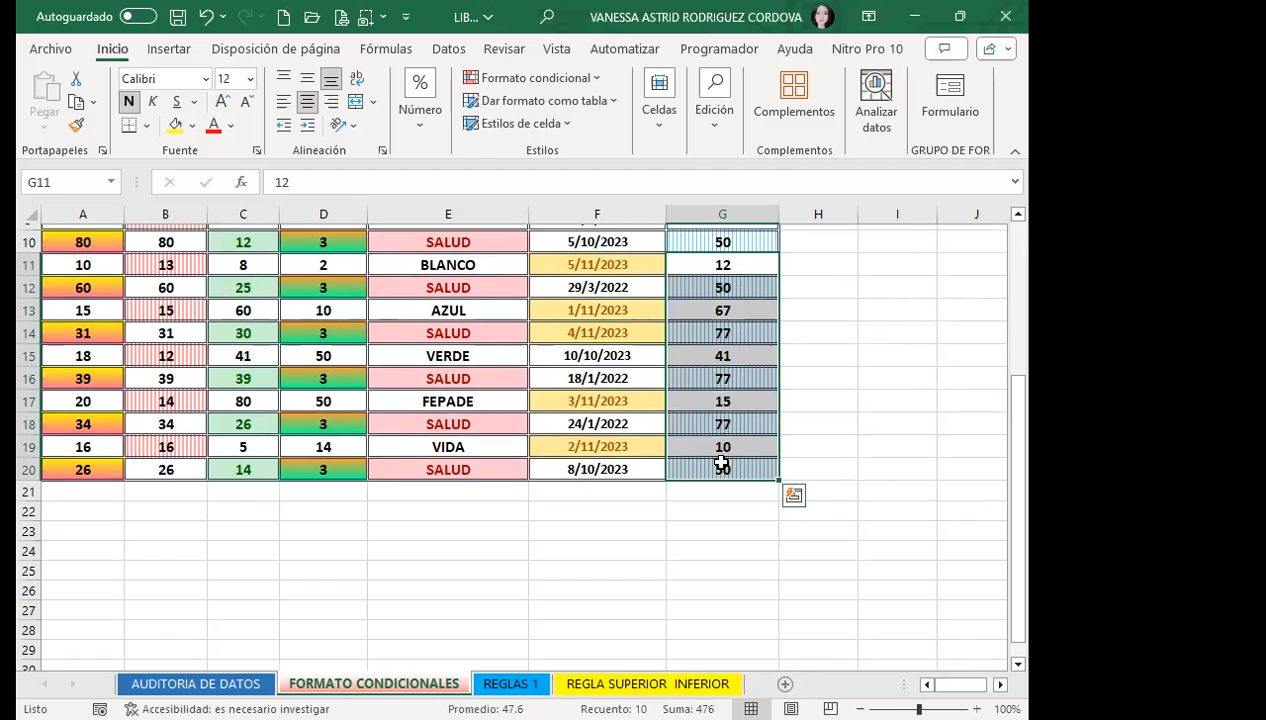 Autoguardado LIB... VANESSA ASTRID RODRIGUEZ CORDOVA
Archivo Inicio Insertar Disposición de página Fórmulas Datos Revisar Vista Automatizar Programador Ayuda Nitro Pro 10
Pegar Calibri 12 N K S Número Formato condicional Dar formato como tabla Estilos de celda Celdas Edición Complementos Analizar datos Formulario
Portapapeles Fuente Alineación Estilos Complementos GRUPO DE FOR
G11 fx 12
A B C D E F G H I J
10 80 80 12 3 SALUD 5/10/2023 50
11 10 13 8 2 BLANCO 5/11/2023 12
12 60 60 25 3 SALUD 29/3/2022 50
13 15 15 60 10 AZUL 1/11/2023 67
14 31 31 30 3 SALUD 4/11/2023 77
15 18 12 41 50 VERDE 10/10/2023 41
16 39 39 39 3 SALUD 18/1/2022 77
17 20 14 80 50 FEPADE 3/11/2023 15
18 34 34 26 3 SALUD 24/1/2022 77
19 16 16 5 14 VIDA 2/11/2023 10
20 26 26 14 3 SALUD 8/10/2023 50
21
22
23
24
25
26
27
28
29
30
AUDITORIA DE DATOS FORMATO CONDICIONALES REGLAS 1 REGLA SUPERIOR INFERIOR
Listo Accesibilidad: es necesario investigar Promedio: 47.6 Recuento: 10 Suma: 476 100%